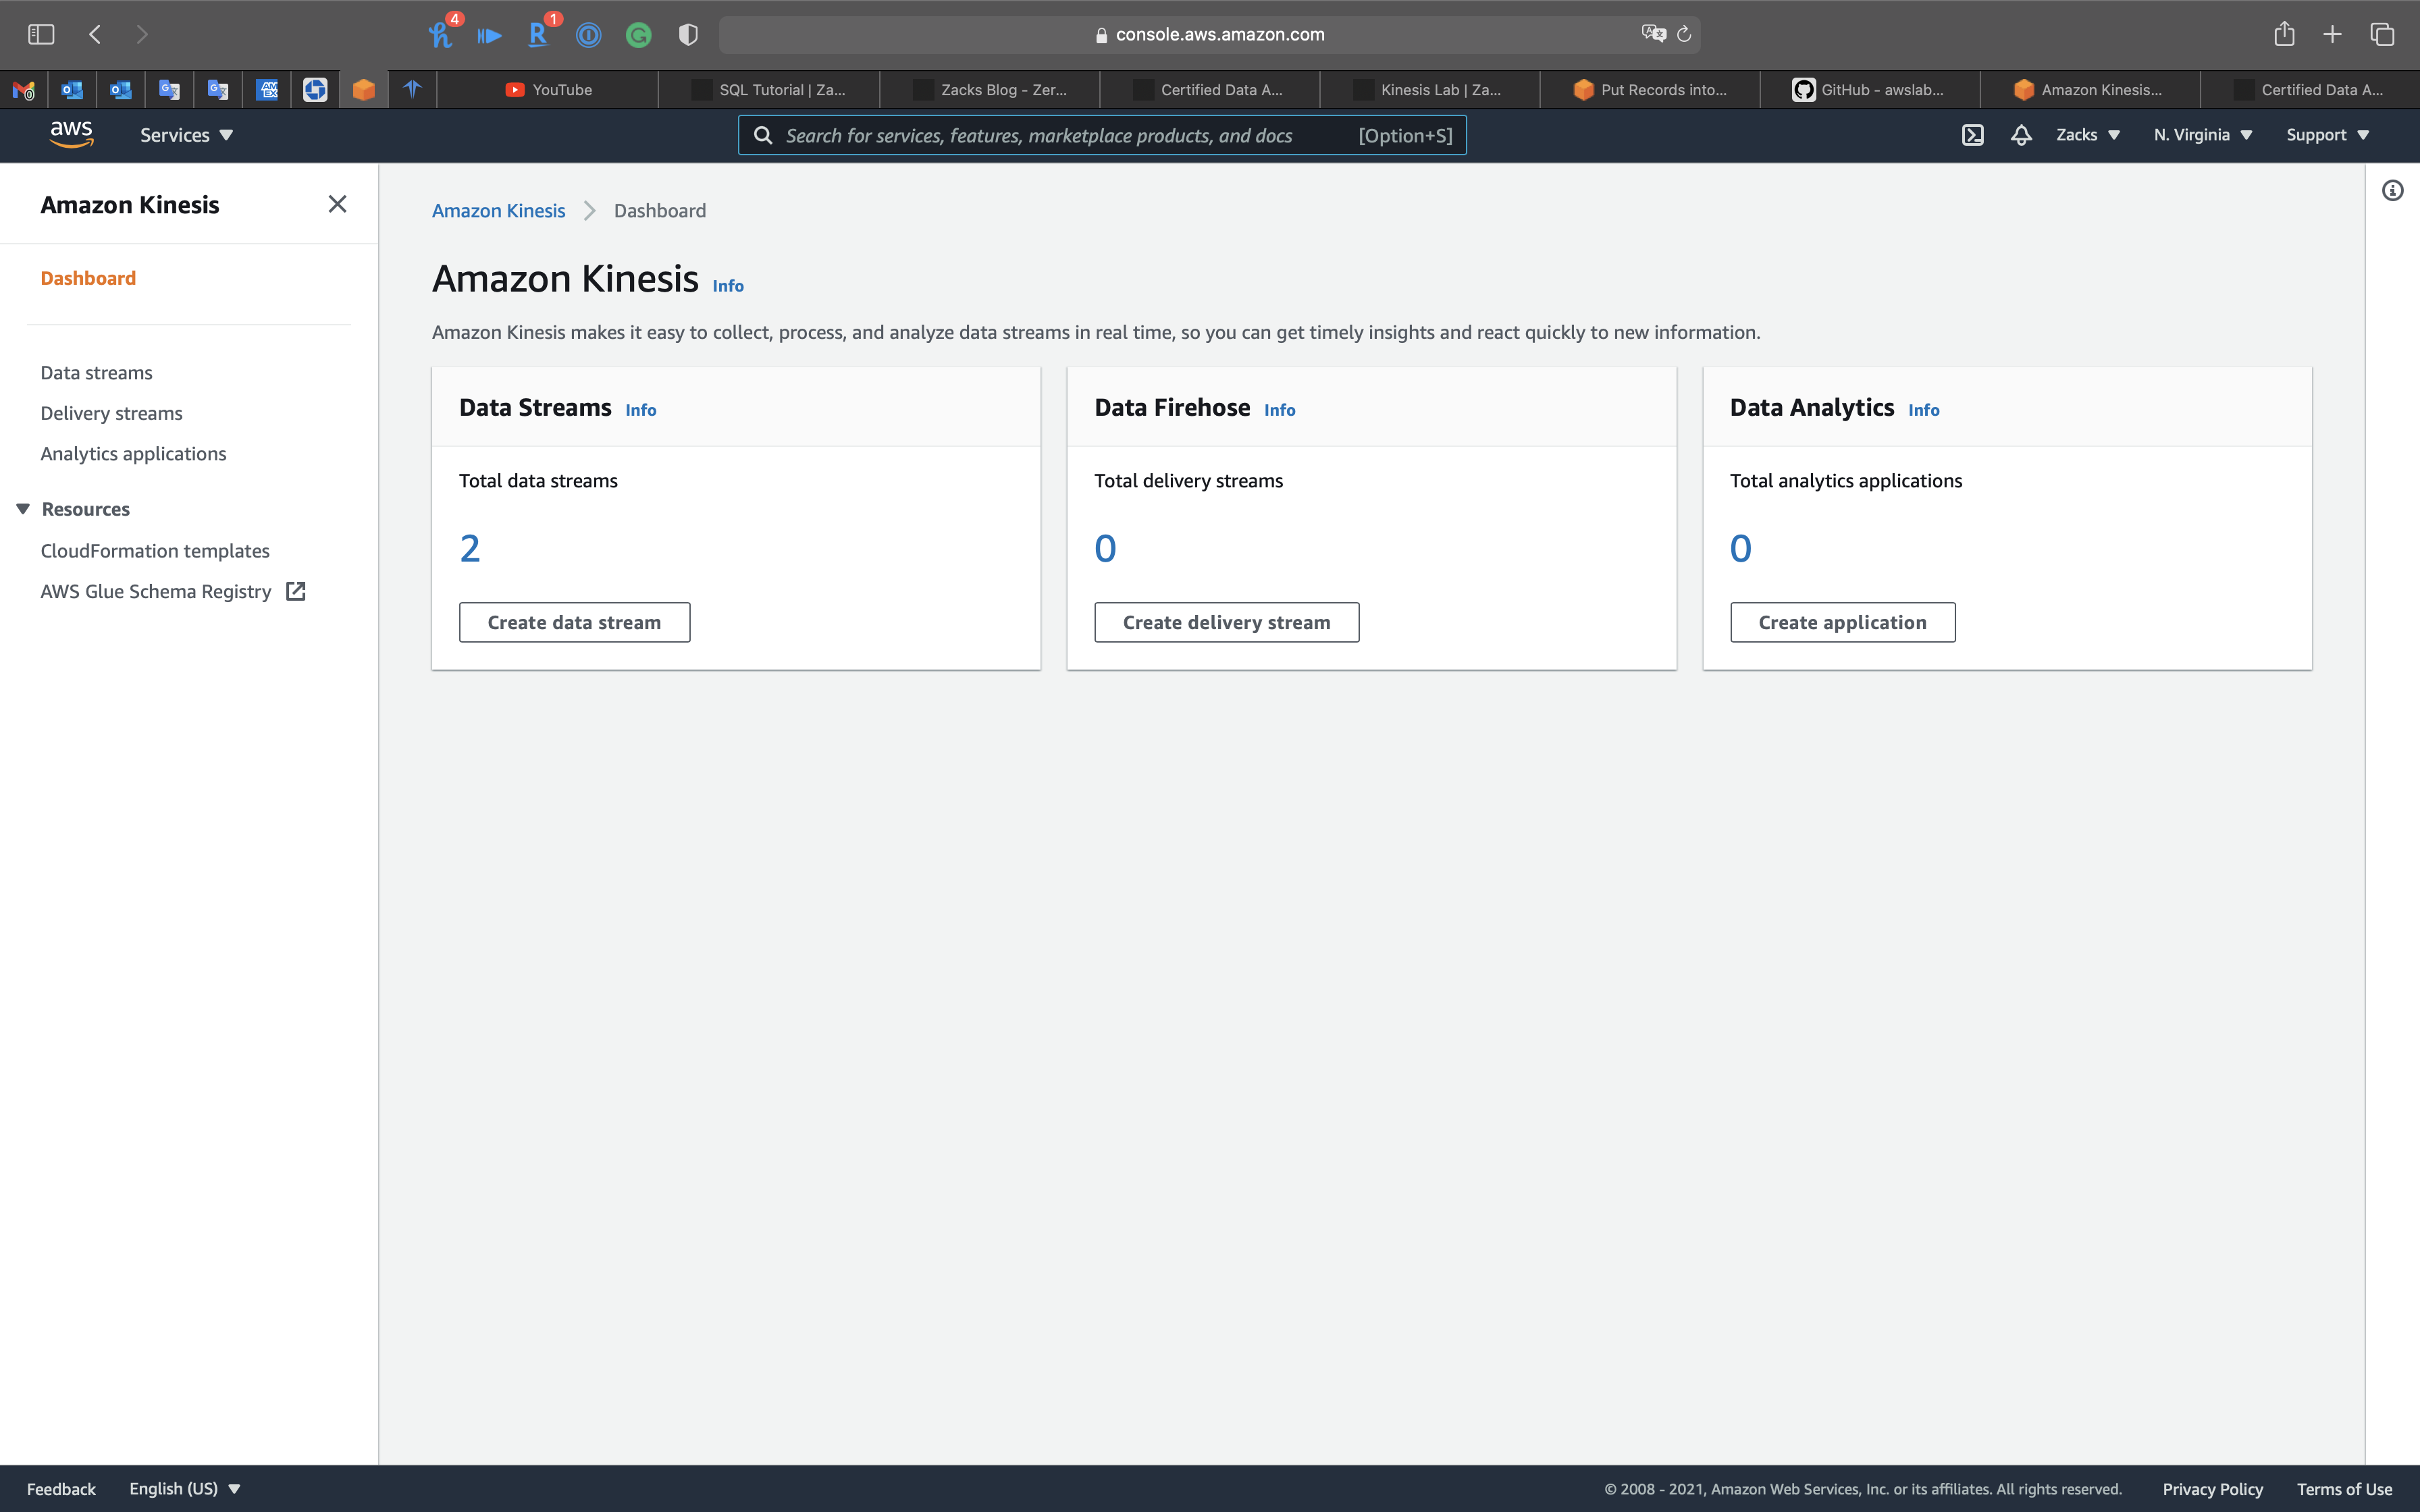 4
1
console.aws.amazon.com
YouTube
SQL Tutorial | Za...
Zacks Blog - Zer...
Certified Data A...
Kinesis Lab | Za...
Put Records into...
GitHub - awslab...
Amazon Kinesis...
Certified Data A...
aws
Services
Search for services, features, marketplace products, and docs
[Option+S]
Zacks
N. Virginia
Support
Amazon Kinesis
Dashboard
Data streams
Delivery streams
Analytics applications
Resources
CloudFormation templates
AWS Glue Schema Registry
Amazon Kinesis
Dashboard
Amazon Kinesis Info
Amazon Kinesis makes it easy to collect, process, and analyze data streams in real time, so you can get timely insights and react quickly to new information.
Data Streams Info
Total data streams
2
Create data stream
Data Firehose Info
Total delivery streams
0
Create delivery stream
Data Analytics Info
Total analytics applications
0
Create application
Feedback
English (US)
© 2008 - 2021, Amazon Web Services, Inc. or its affiliates. All rights reserved.
Privacy Policy
Terms of Use